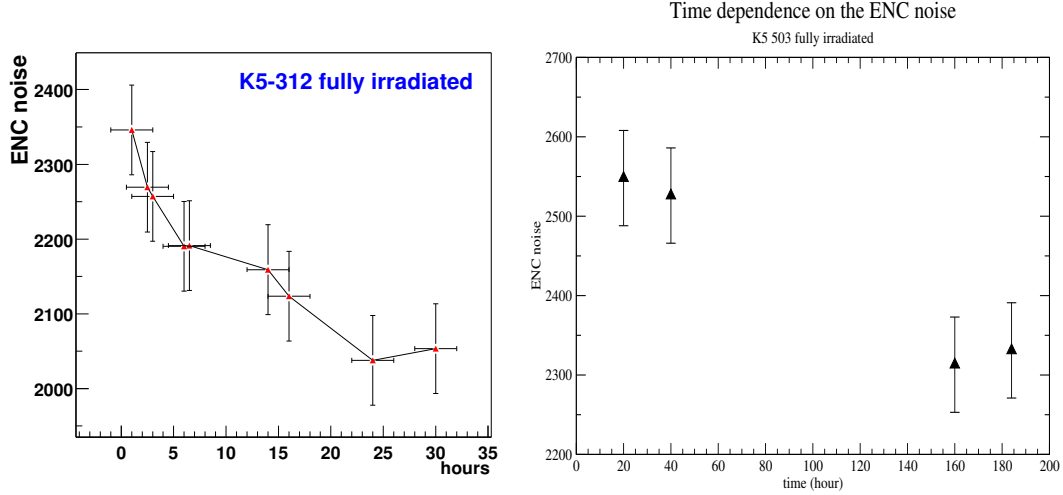 K5-312 fully irradiated
ENC noise
2400
2300
2200
2100
2000
0 5 10 15 20 25 30 35
hours
Time dependence on the ENC noise
K5 503 fully irradiated
ENC noise
2700
2600
2500
2400
2300
2200
0 20 40 60 80 100 120 140 160 180 200
time (hour)